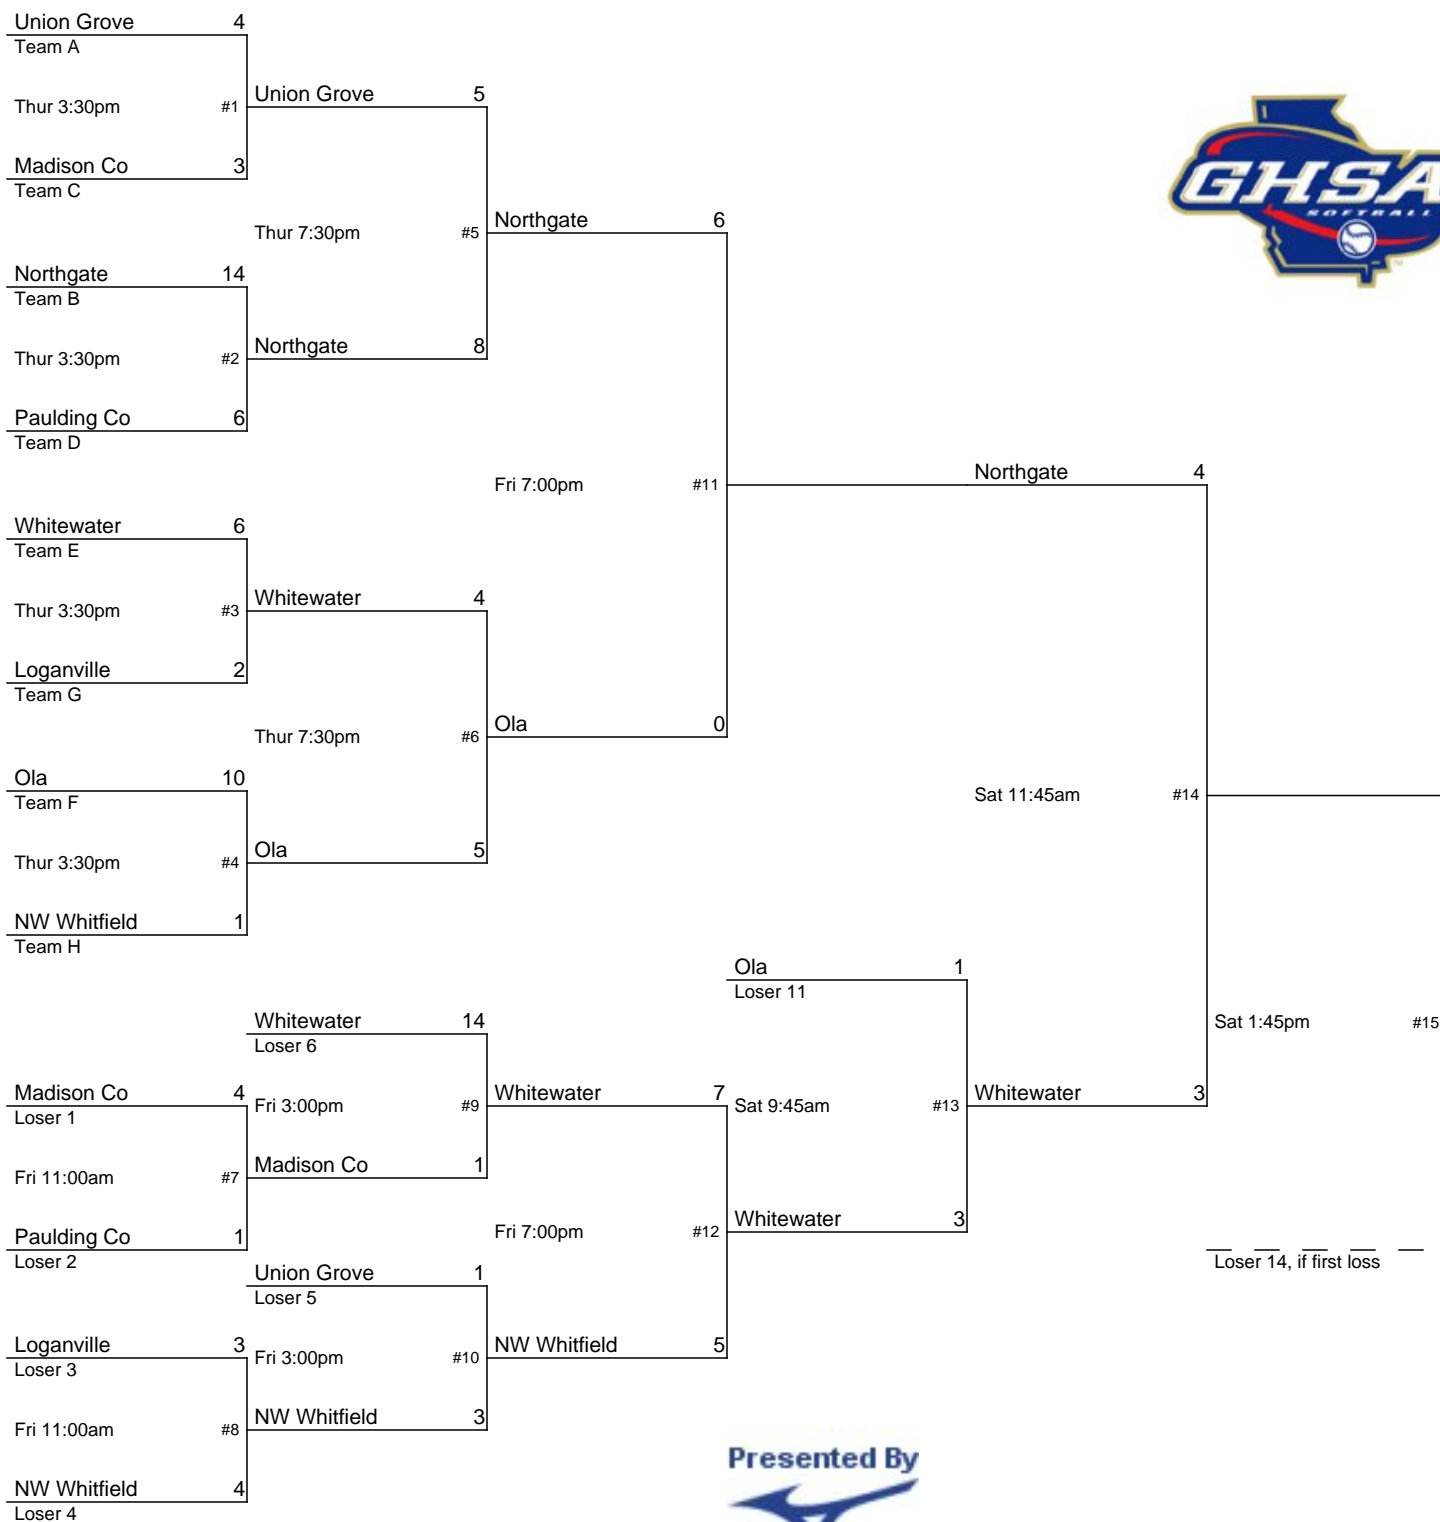 Union Grove 4
Team A
Thur 3:30pm #1
Madison Co 3
Team C
Union Grove 5
Thur 7:30pm #5
Northgate 14
Team B
Thur 3:30pm #2
Paulding Co 6
Team D
Northgate 8
Northgate 6
Fri 7:00pm #11
Whitewater 6
Team E
Thur 3:30pm #3
Loganville 2
Team G
Whitewater 4
Thur 7:30pm #6
Ola 10
Team F
Thur 3:30pm #4
NW Whitfield 1
Team H
Ola 5
Ola 0
Northgate 4
Sat 11:45am #14
Ola 1
Loser 11
Sat 9:45am #13
Whitewater 3
Whitewater 3
Sat 1:45pm #15
Loser 14, if first loss
Whitewater 14
Loser 6
Fri 3:00pm #9
Madison Co 1
Whitewater 7
Fri 7:00pm #12
Madison Co 4
Loser 1
Fri 11:00am #7
Paulding Co 1
Loser 2
Union Grove 1
Loser 5
Fri 3:00pm #10
NW Whitfield 3
NW Whitfield 5
Loganville 3
Loser 3
Fri 11:00am #8
NW Whitfield 4
Loser 4
GHSA
SOFTBALL
TM
Presented By